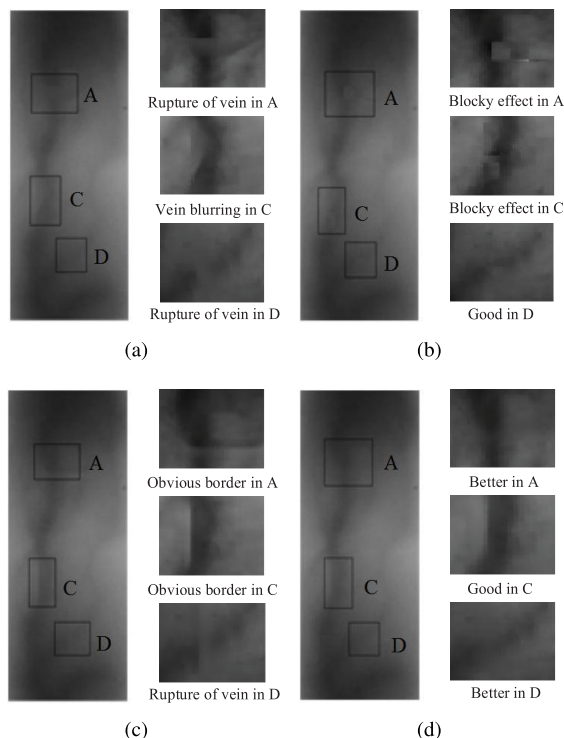 A
C
D
Rupture of vein in A
Vein blurring in C
Rupture of vein in D
(a)
A
C
D
Blocky effect in A
Blocky effect in C
Good in D
(b)
A
C
D
Obvious border in A
Obvious border in C
Rupture of vein in D
(c)
A
C
D
Better in A
Good in C
Better in D
(d)